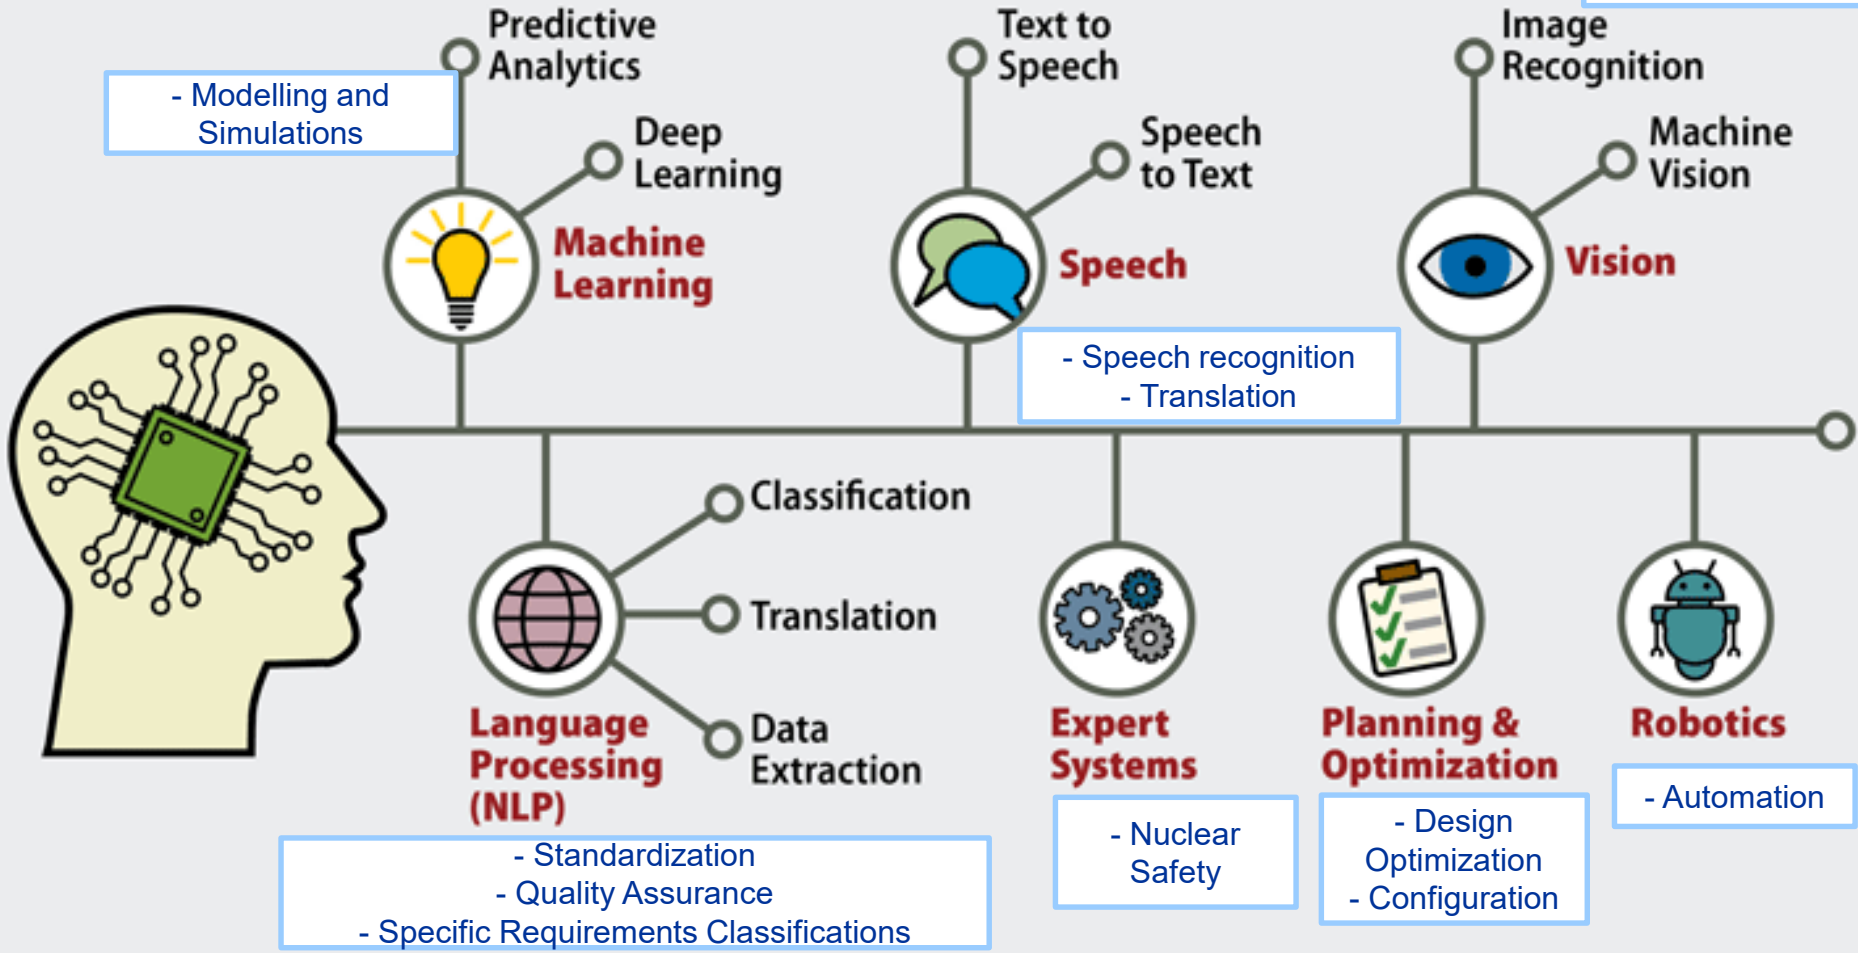 Predictive
Analytics
- Modelling and
Simulations
Deep
Learning
Machine
Learning
Text to
Speech
Speech
to Text
Speech
- Speech recognition
- Translation
Image
Recognition
Machine
Vision
Vision
Classification
Translation
Data
Extraction
Language
Processing
(NLP)
- Standardization
- Quality Assurance
- Specific Requirements Classifications
Expert
Systems
- Nuclear
Safety
Planning &
Optimization
- Design
Optimization
- Configuration
Robotics
- Automation